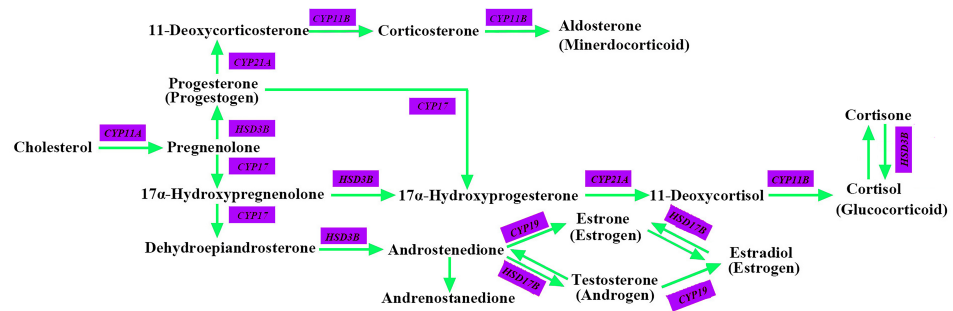 CYP11B
CYP11B
11-Deoxycorticosterone
Corticosterone
Aldosterone
(Minerdocorticoid)
CYP21A
Progesterone
(Progestogen)
CYP17
Cortisone
CYP11A
HSD3B
HSD3B
Cholesterol
Pregnenolone
CYP17
HSD3B
CYP21A
CYP11B
17α-Hydroxypregnenolone
17α-Hydroxyprogesterone
11-Deoxycortisol
Cortisol
(Glucocorticoid)
CYP17
HSD3B
CYP19
Estrone
(Estrogen)
HSD17B
Dehydroepiandrosterone
Androstenedione
Estradiol
(Estrogen)
HSD17B
Testosterone
(Androgen)
CYP19
Andrenostanedione